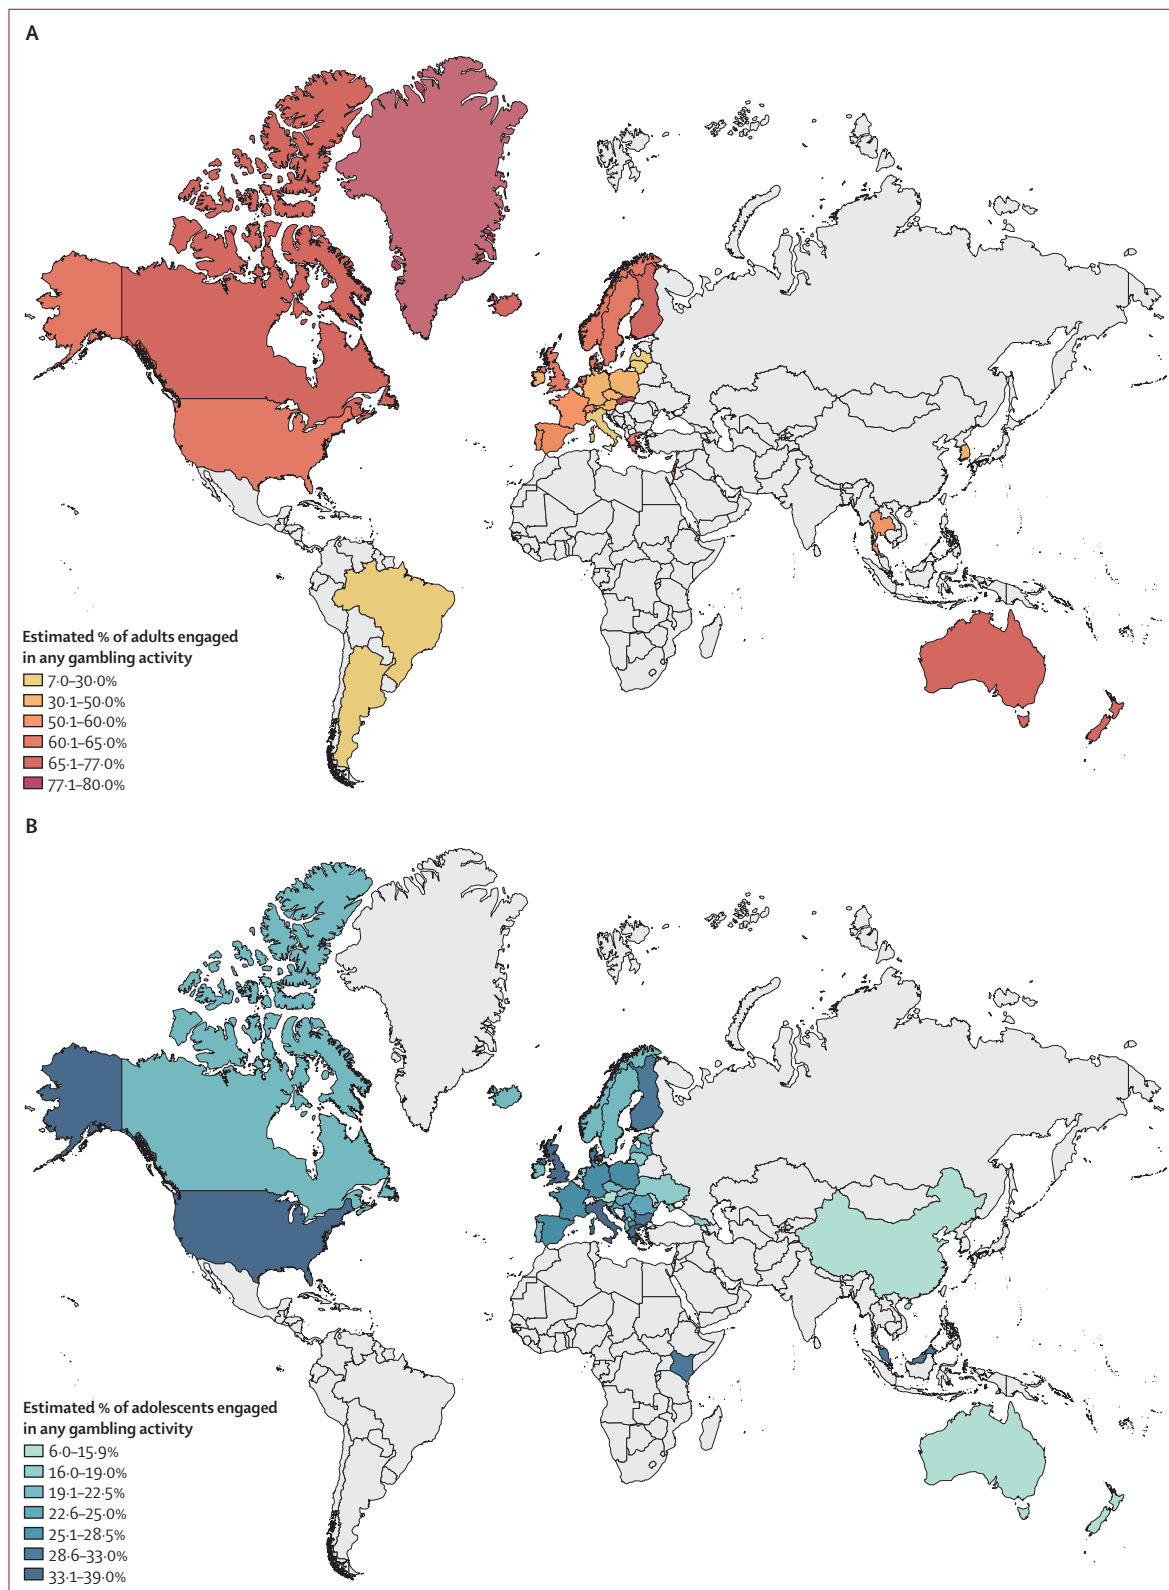 A
Estimated % of adults engaged
in any gambling activity
7·0–30·0%
30·1–50·0%
50·1–60·0%
60·1–65·0%
65·1–77·0%
77·1–80·0%
B
Estimated % of adolescents engaged
in any gambling activity
6·0–15·9%
16·0–19·0%
19·1–22·5%
22·6–25·0%
25·1–28·5%
28·6–33·0%
33·1–39·0%